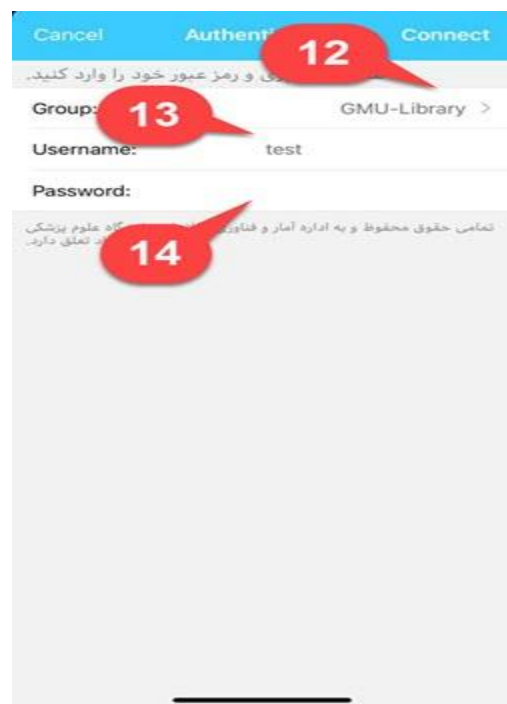 Cancel Connect
12
و رمز عبور خود را وارد کنید.
13
Group: GMU-Library >
Username: test
Password:
تمامی حقوق محفوظ و به اداره آمار و علوم پزشکی
تعلق دارد.
14